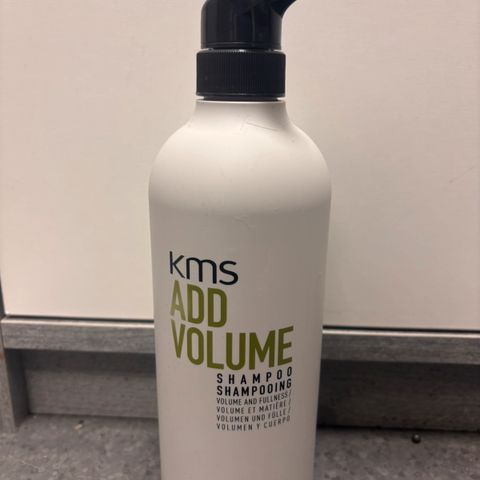 kms
ADD
VOLUME
SHAMPOO
SHAMPOOING
VOLUME AND FULLNESS/
VOLUME ET MATIÈRE/
VOLUMEN UND FÜLLE/
VOLUMEN Y CUERPO